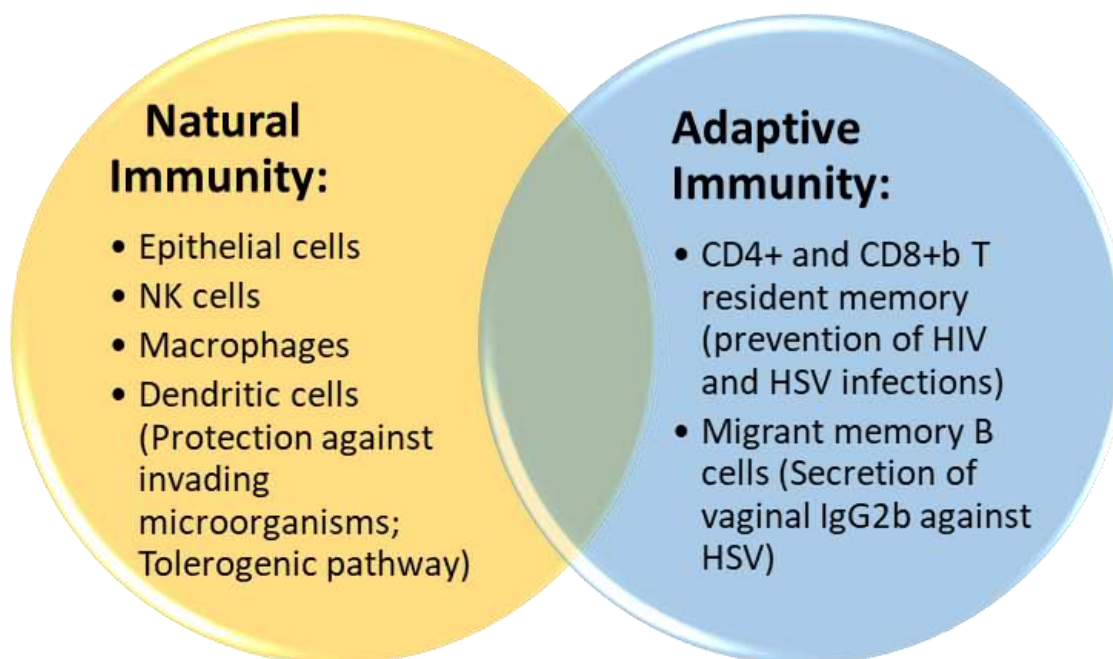 Natural
Immunity:
• Epithelial cells
• NK cells
• Macrophages
• Dendritic cells
(Protection against
invading
microorganisms;
Tolerogenic pathway)
Adaptive
Immunity:
• CD4+ and CD8+b T
resident memory
(prevention of HIV
and HSV infections)
• Migrant memory B
cells (Secretion of
vaginal IgG2b against
HSV)